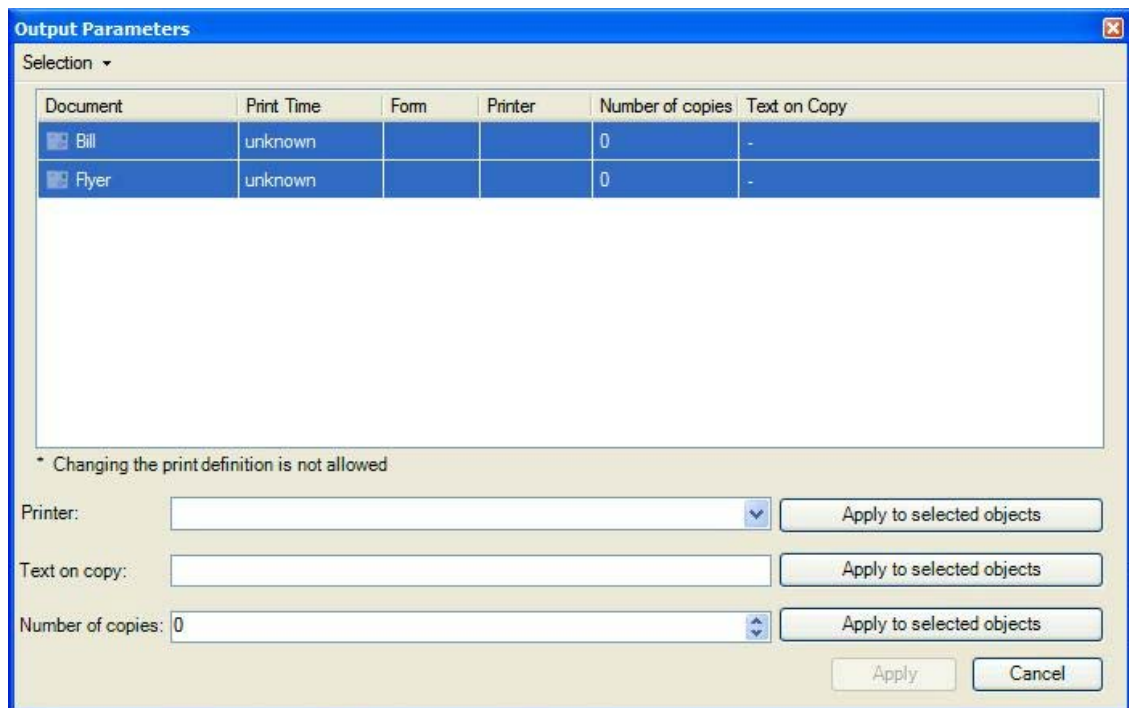 Output Parameters
Selection
Document Print Time Form Printer Number of copies Text on Copy
Bill unknown 0 -
Flyer unknown 0 -
* Changing the print definition is not allowed
Printer: Apply to selected objects
Text on copy: Apply to selected objects
Number of copies: 0 Apply to selected objects
Apply Cancel